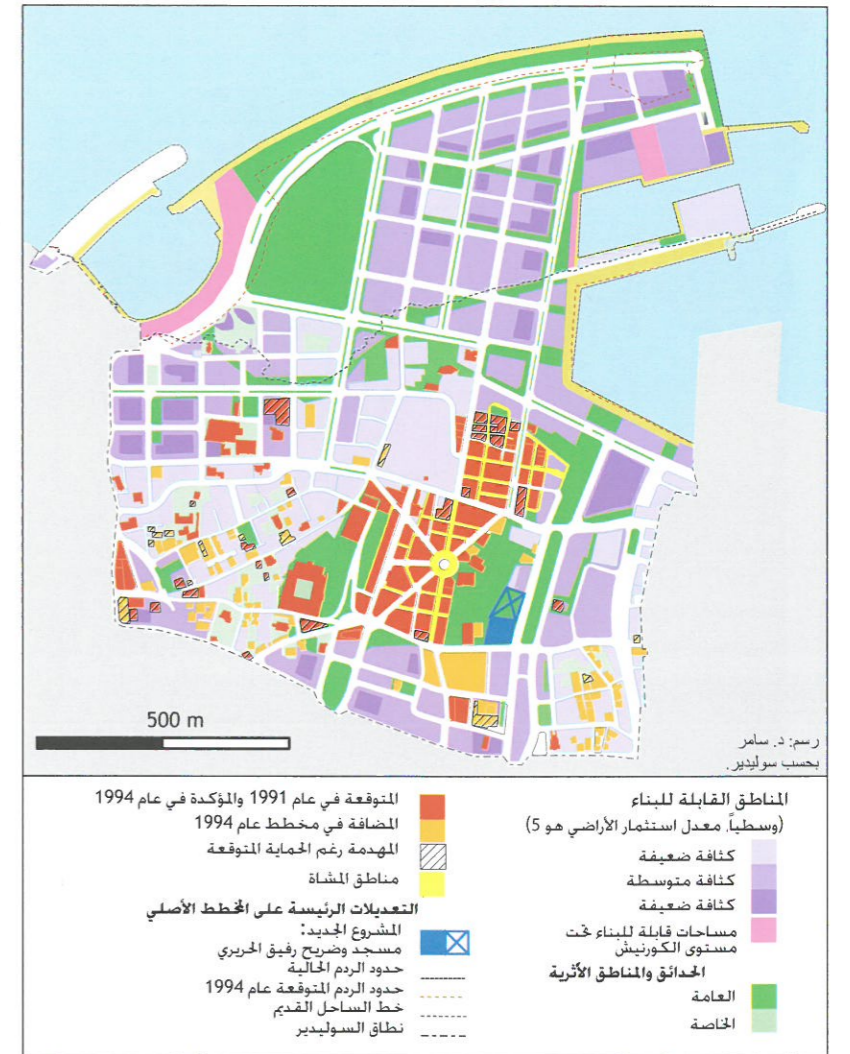 500 m
رسم: د. سامر
بحسب سوليدير.
المناطق القابلة للبناء
(وسطياً، معدل استثمار الأراضي هو 5)
كثافة ضعيفة
كثافة متوسطة
كثافة ضعيفة
مساحات قابلة للبناء تحت
مستوى الكورنيش
الحدائق والمناطق الأثرية
العامة
الخاصة
المتوقعة في عام 1991 والمؤكدة في عام 1994
المضافة في مخطط عام 1994
المهدمة رغم الحماية المتوقعة
مناطق المشاة
التعديلات الرئيسة على المخطط الأصلي
المشروع الجديد:
مسجد وضريح رفيق الحريري
حدود الردم الحالية
حدود الردم المتوقعة عام 1994
خط الساحل القديم
نطاق السوليدير